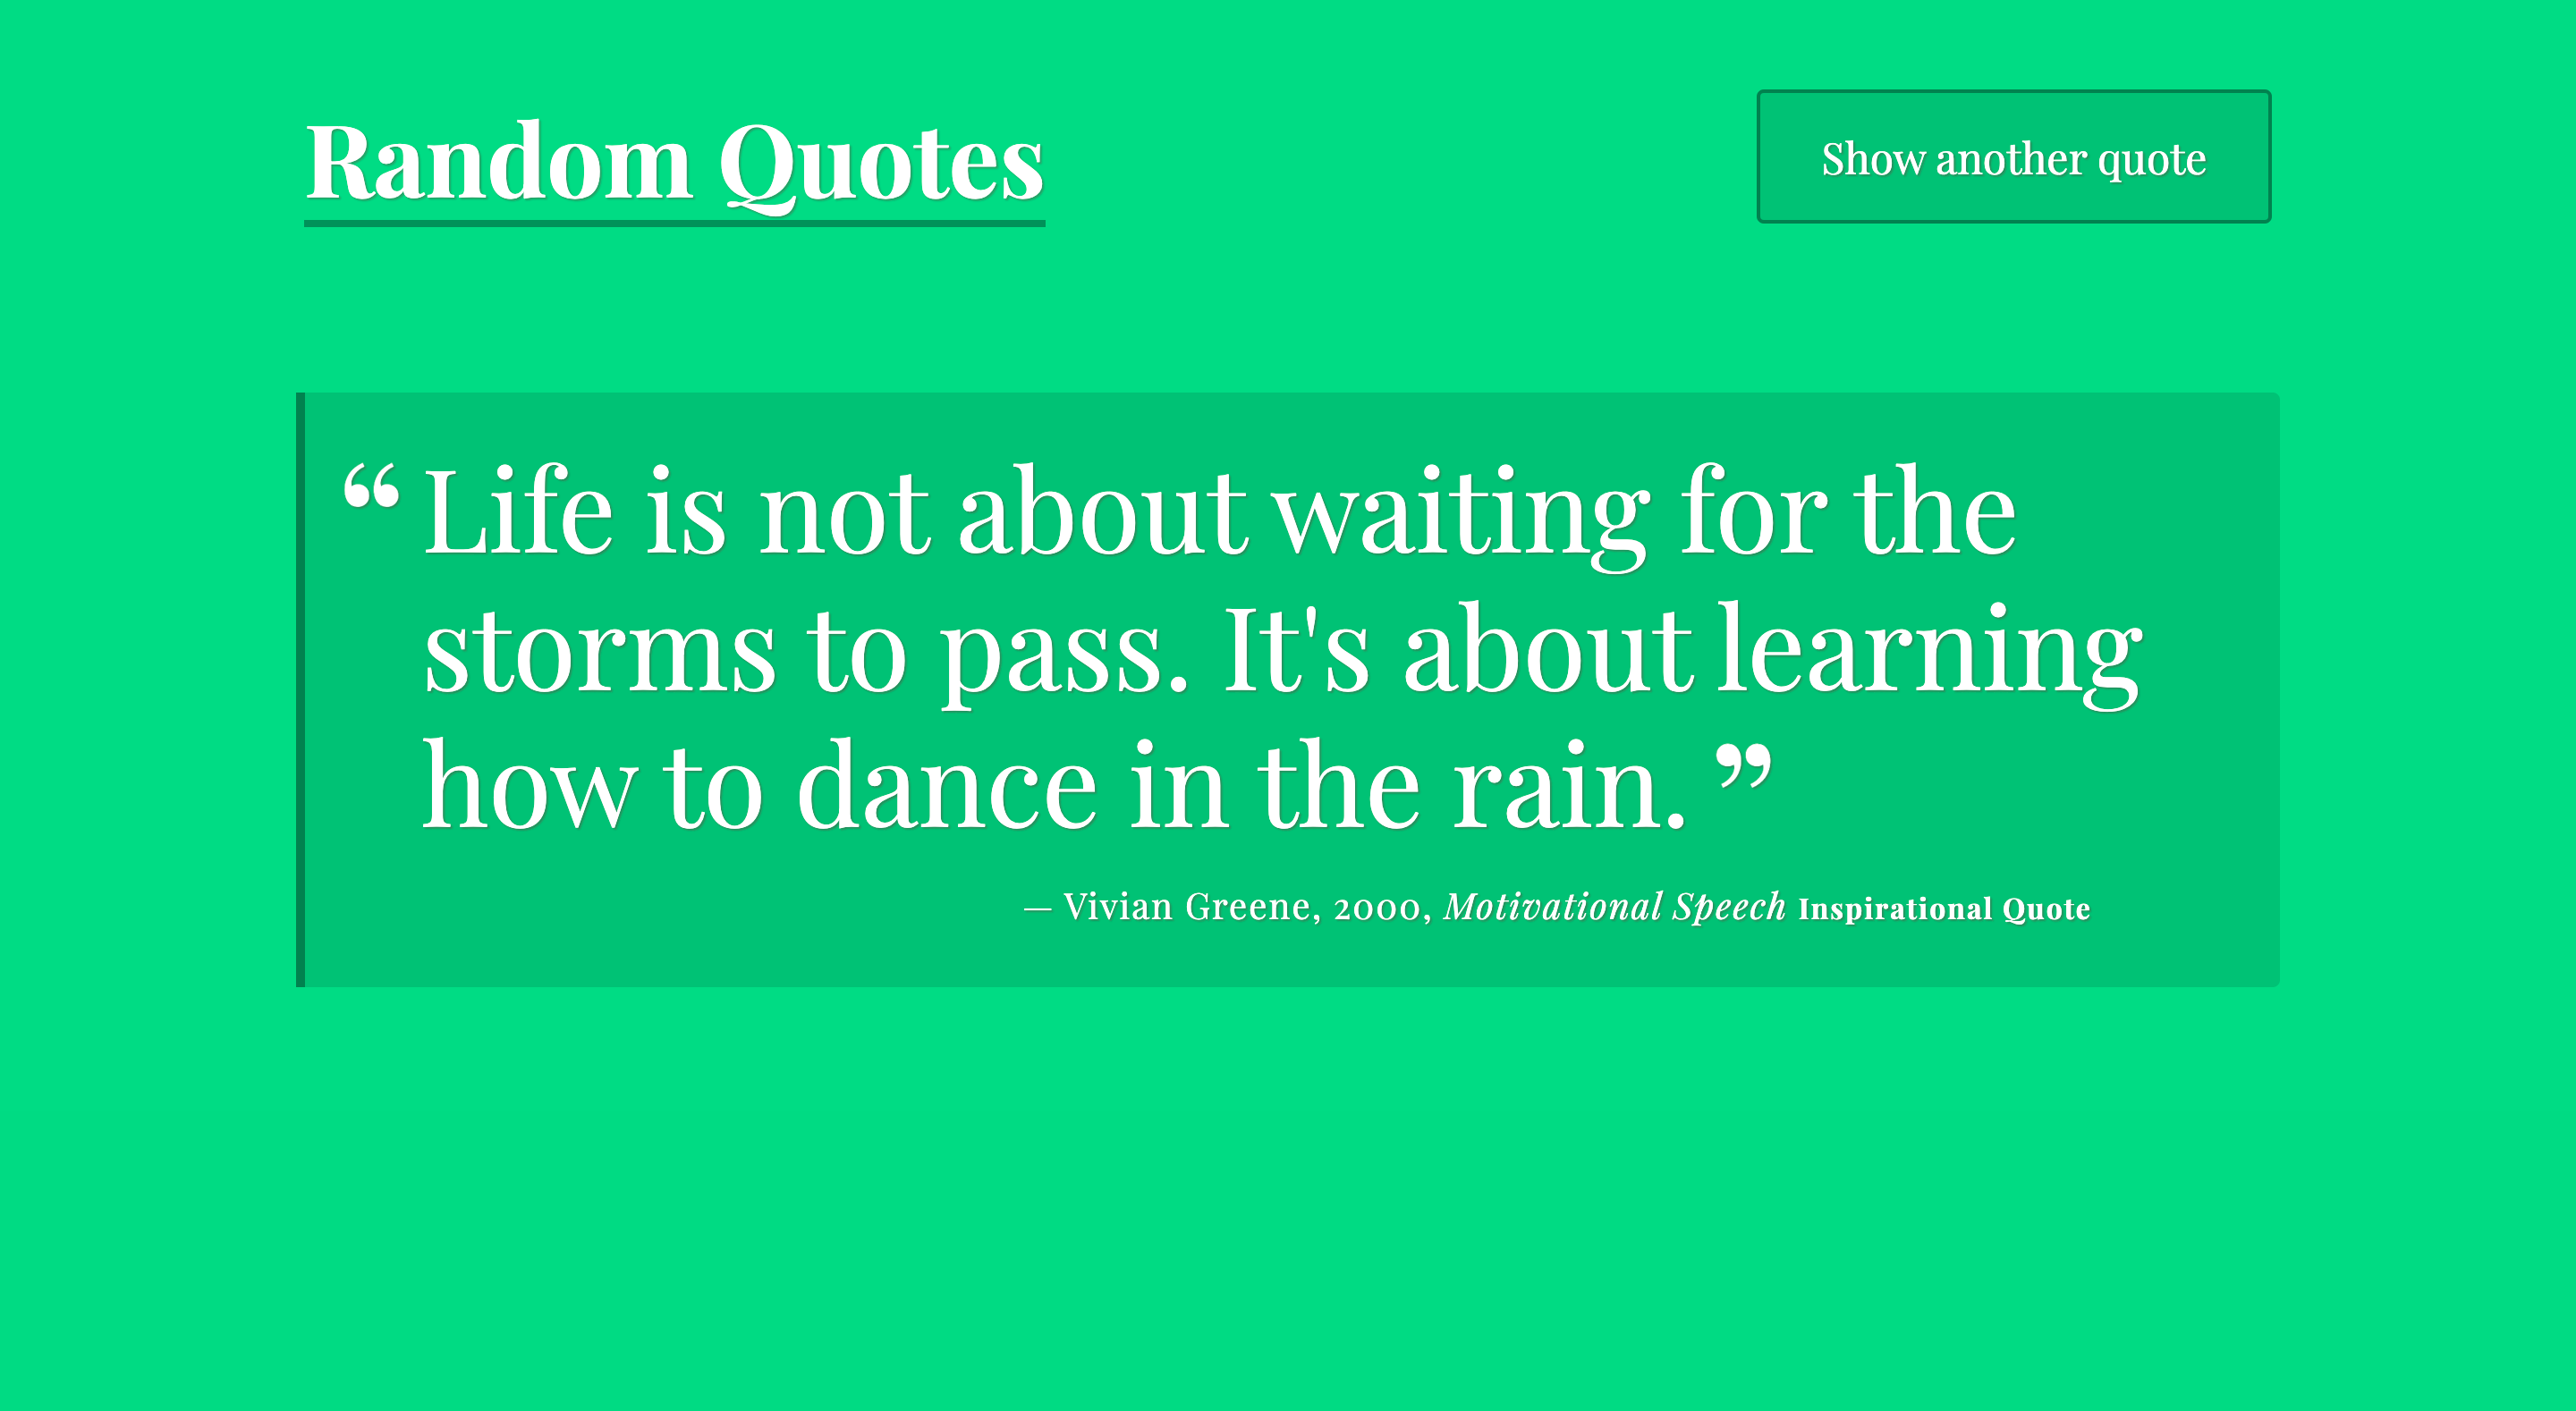 Random Quotes
Show another quote
“ Life is not about waiting for the
storms to pass. It's about learning
how to dance in the rain. ”
— Vivian Greene, 2000, Motivational Speech Inspirational Quote